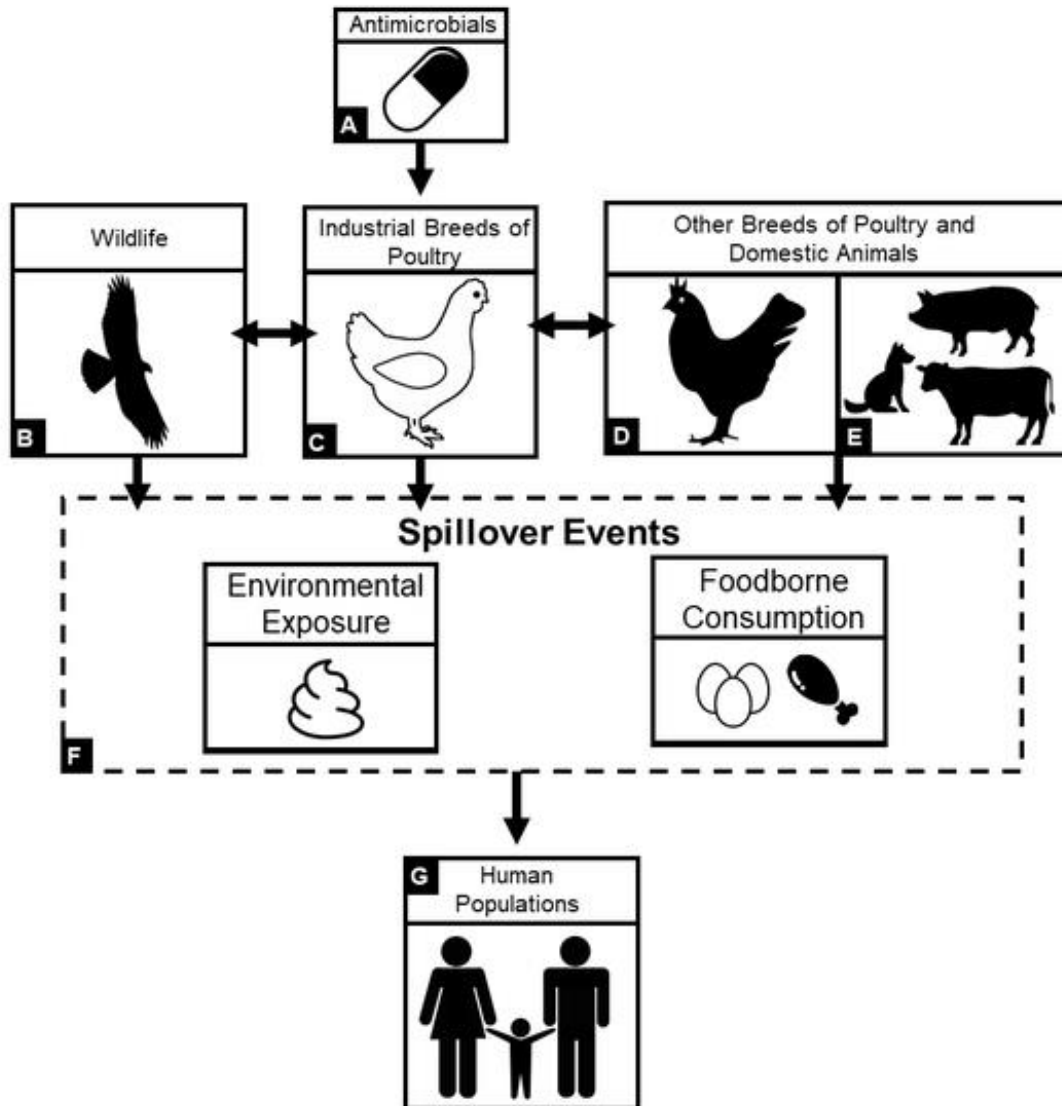 Antimicrobials
A
Wildlife
Industrial Breeds of
Poultry
Other Breeds of Poultry and
Domestic Animals
B
C
D
E
Spillover Events
Environmental
Exposure
Foodborne
Consumption
F
G
Human
Populations